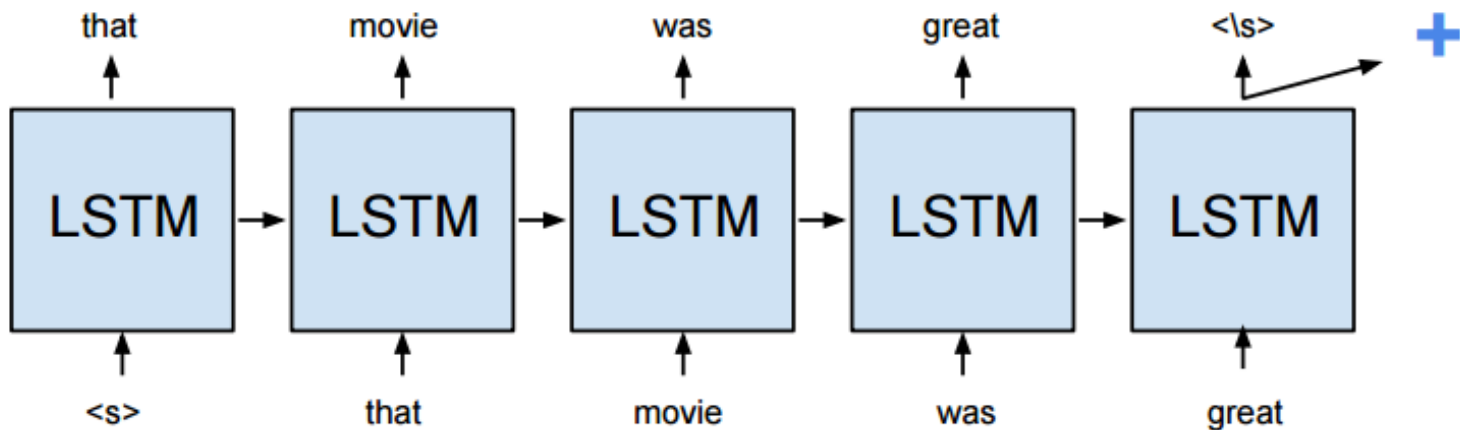 that movie was great <\s> +
LSTM LSTM LSTM LSTM LSTM
<s> that movie was great